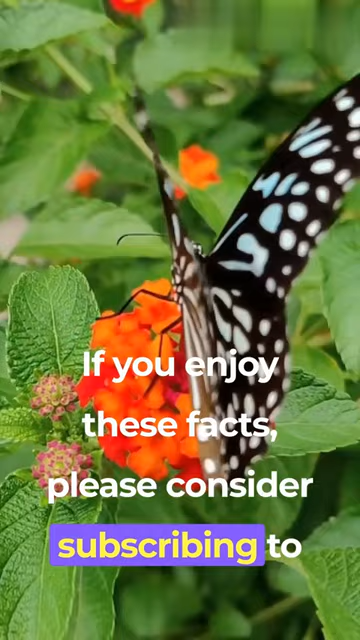 If you enjoy
these facts,
please consider
subscribing to